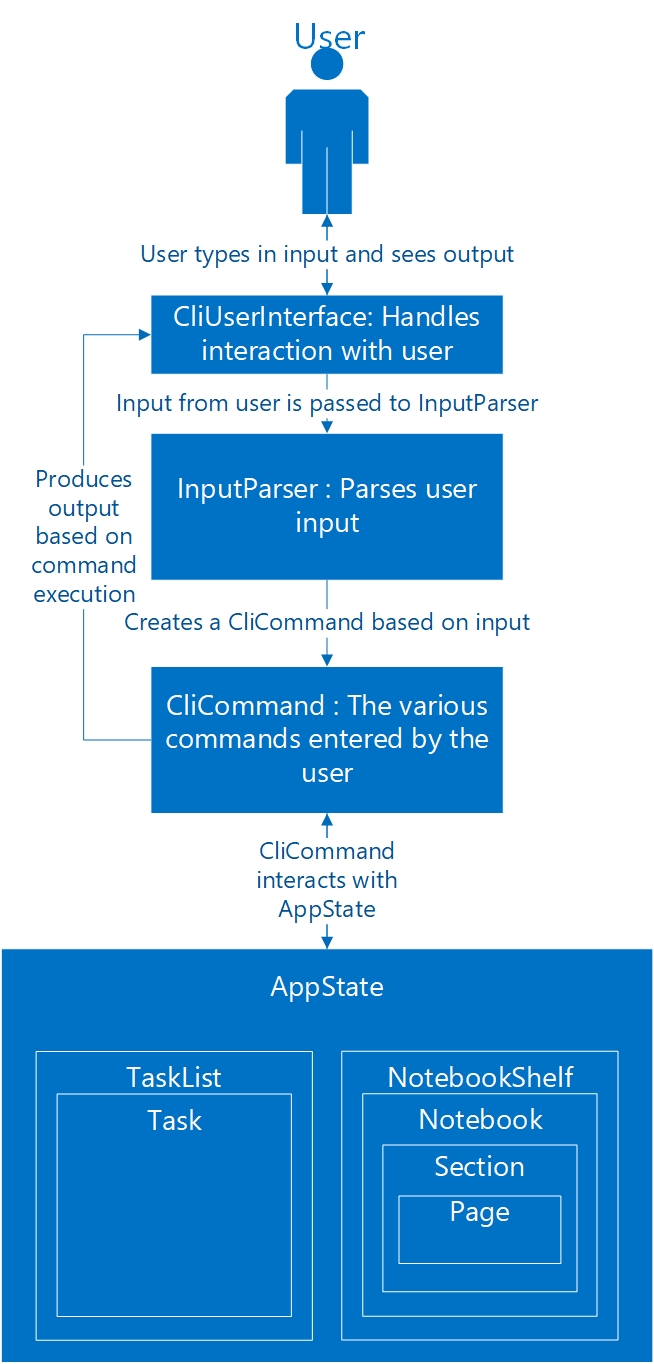 User
User types in input and sees output
CliUserInterface: Handles
interaction with user
Input from user is passed to InputParser
InputParser : Parses user
input
Produces
output
based on
command
execution
Creates a CliCommand based on input
CliCommand : The various
commands entered by the
user
CliCommand
interacts with
AppState
AppState
TaskList
Task
NotebookShelf
Notebook
Section
Page